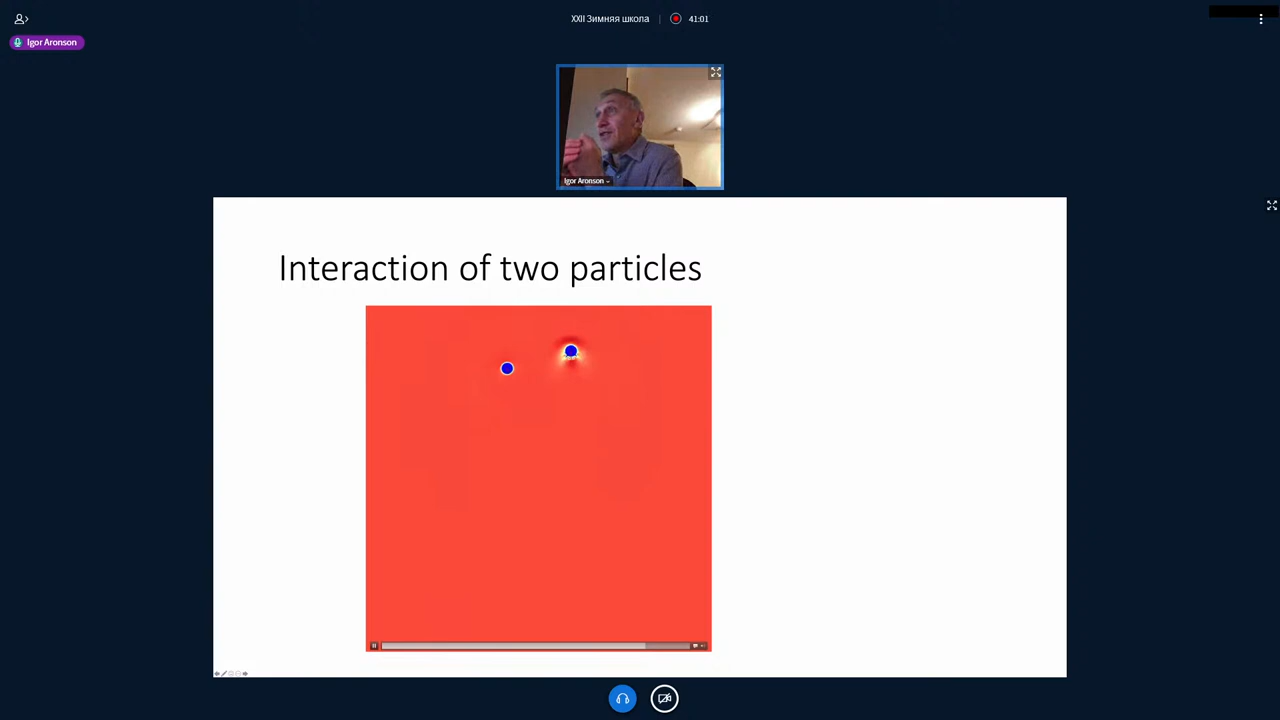 XXII Зимняя школа
41:01
Igor Aronson
Igor Aronson
Interaction of two particles